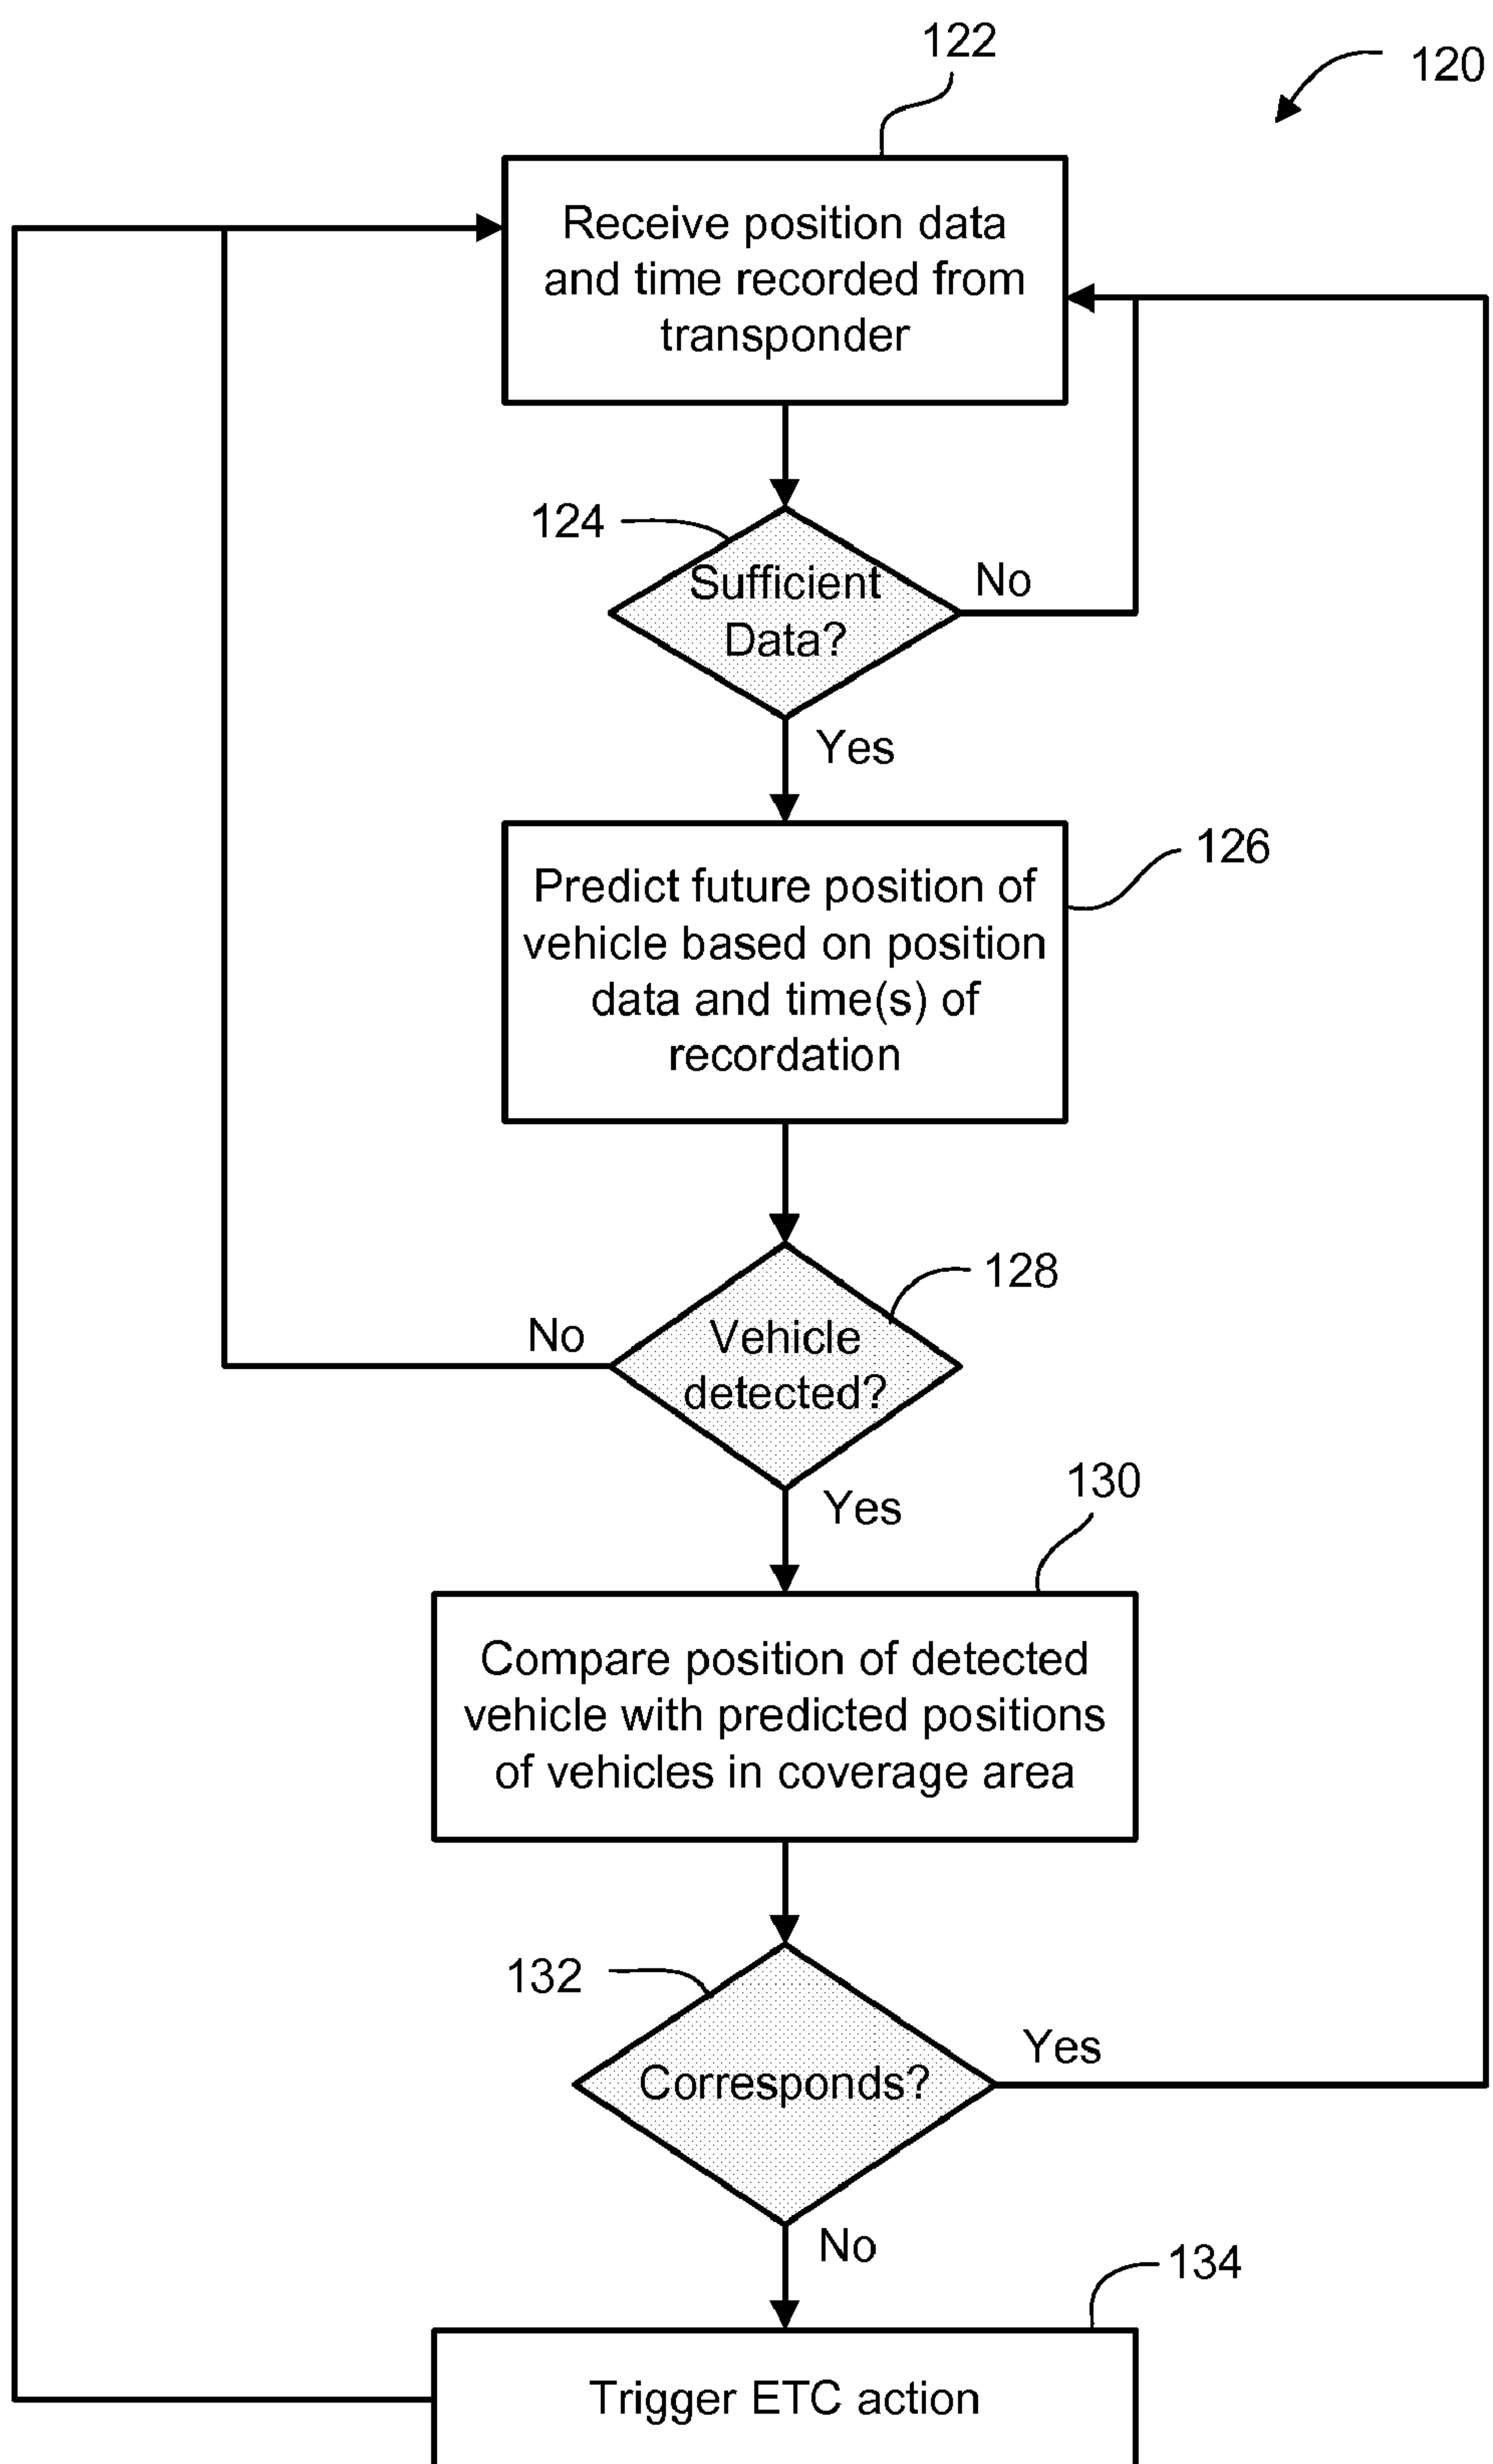 122
120
Receive position data
and time recorded from
transponder
124
Sufficient
Data?
No
Yes
126
Predict future position of
vehicle based on position
data and time(s) of
recordation
128
No
Vehicle
detected?
Yes
130
Compare position of detected
vehicle with predicted positions
of vehicles in coverage area
132
Yes
Corresponds?
No
134
Trigger ETC action